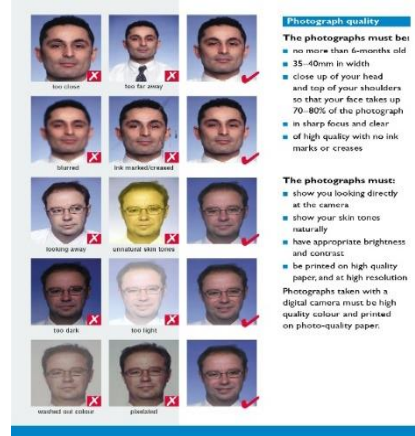 too close
too far away
blurred
ink marked/creased
looking away
unnatural skin tones
too dark
too light
washed out colour
pixelated
Photograph quality
The photographs must be:
no more than 6-months old
35–40mm in width
close up of your head
and top of your shoulders
so that your face takes up
70–80% of the photograph
in sharp focus and clear
of high quality with no ink
marks or creases
The photographs must:
show you looking directly
at the camera
show your skin tones
naturally
have appropriate brightness
and contrast
be printed on high quality
paper, and at high resolution
Photographs taken with a
digital camera must be high
quality colour and printed
on photo-quality paper.